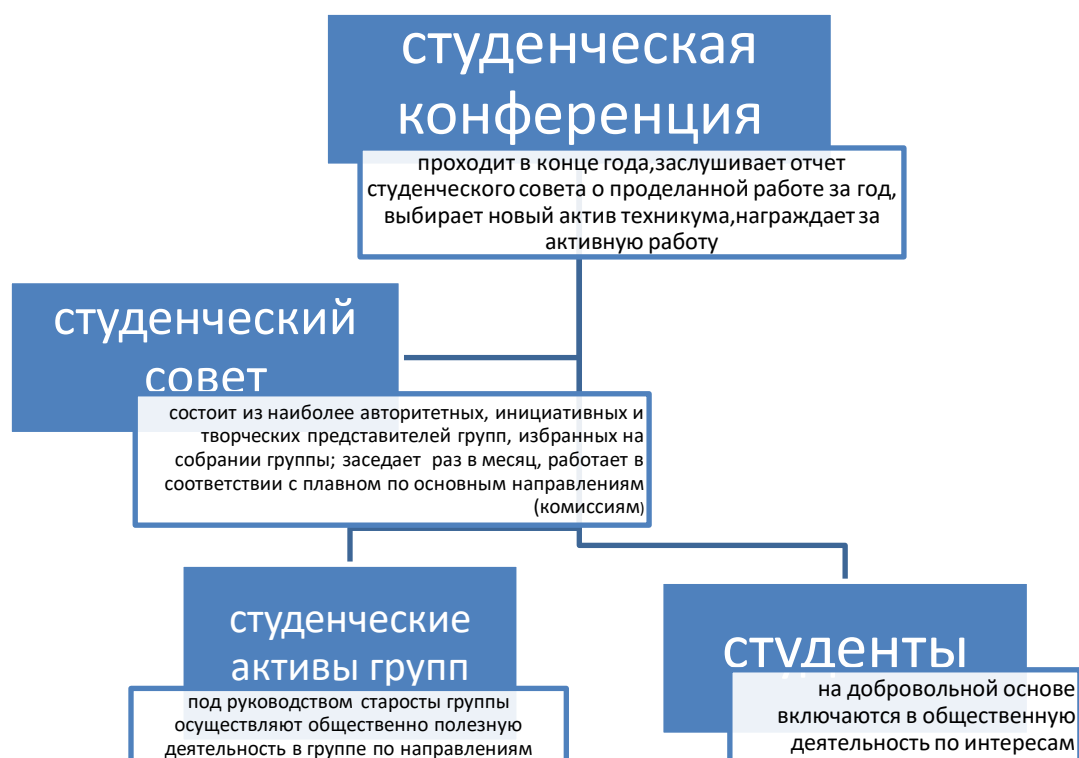 студенческая
конференция
проходит в конце года,заслушивает отчет
студенческого совета о проделанной работе за год,
выбирает новый актив техникума,награждает за
активную работу
студенческий
совет
состоит из наиболее авторитетных, инициативных и
творческих представителей групп, избранных на
собрании группы; заседает раз в месяц, работает в
соответствии с плавном по основным направлениям
(комиссиям)
студенческие
активы групп
под руководством старосты группы
осуществляют общественно полезную
деятельность в группе по направлениям
студенты
на добровольной основе
включаются в общественную
деятельность по интересам